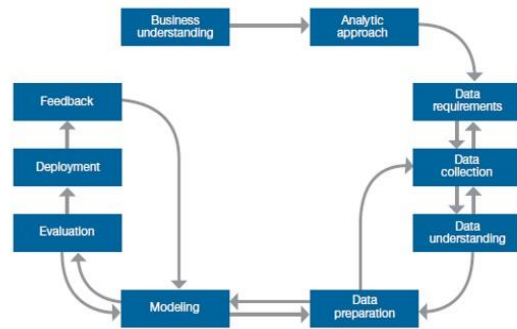 Business
understanding
Analytic
approach
Data
requirements
Data
collection
Data
understanding
Data
preparation
Modeling
Evaluation
Deployment
Feedback